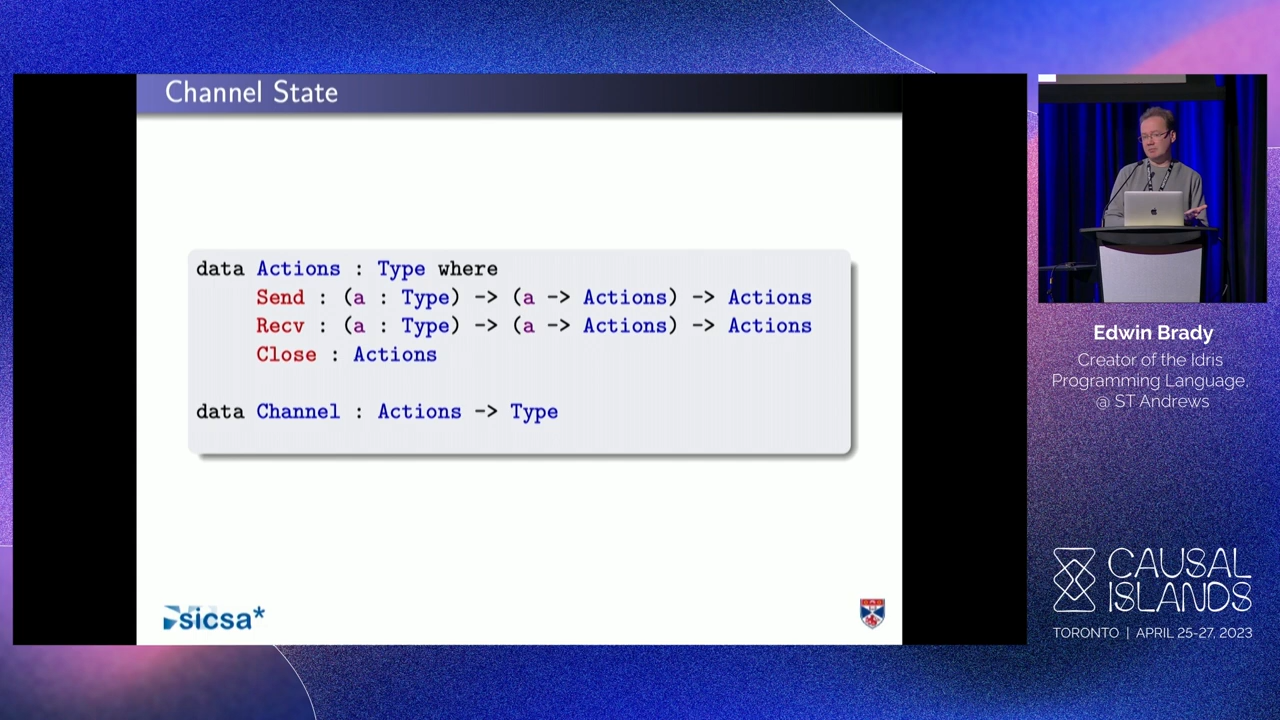 Channel State
data Actions : Type where
Send : (a : Type) -> (a -> Actions) -> Actions
Recv : (a : Type) -> (a -> Actions) -> Actions
Close : Actions
data Channel : Actions -> Type
sicsa*
Edwin Brady
Creator of the Idris
Programming Language,
@ ST Andrews
CAUSAL
ISLANDS
TORONTO | APRIL 25-27, 2023